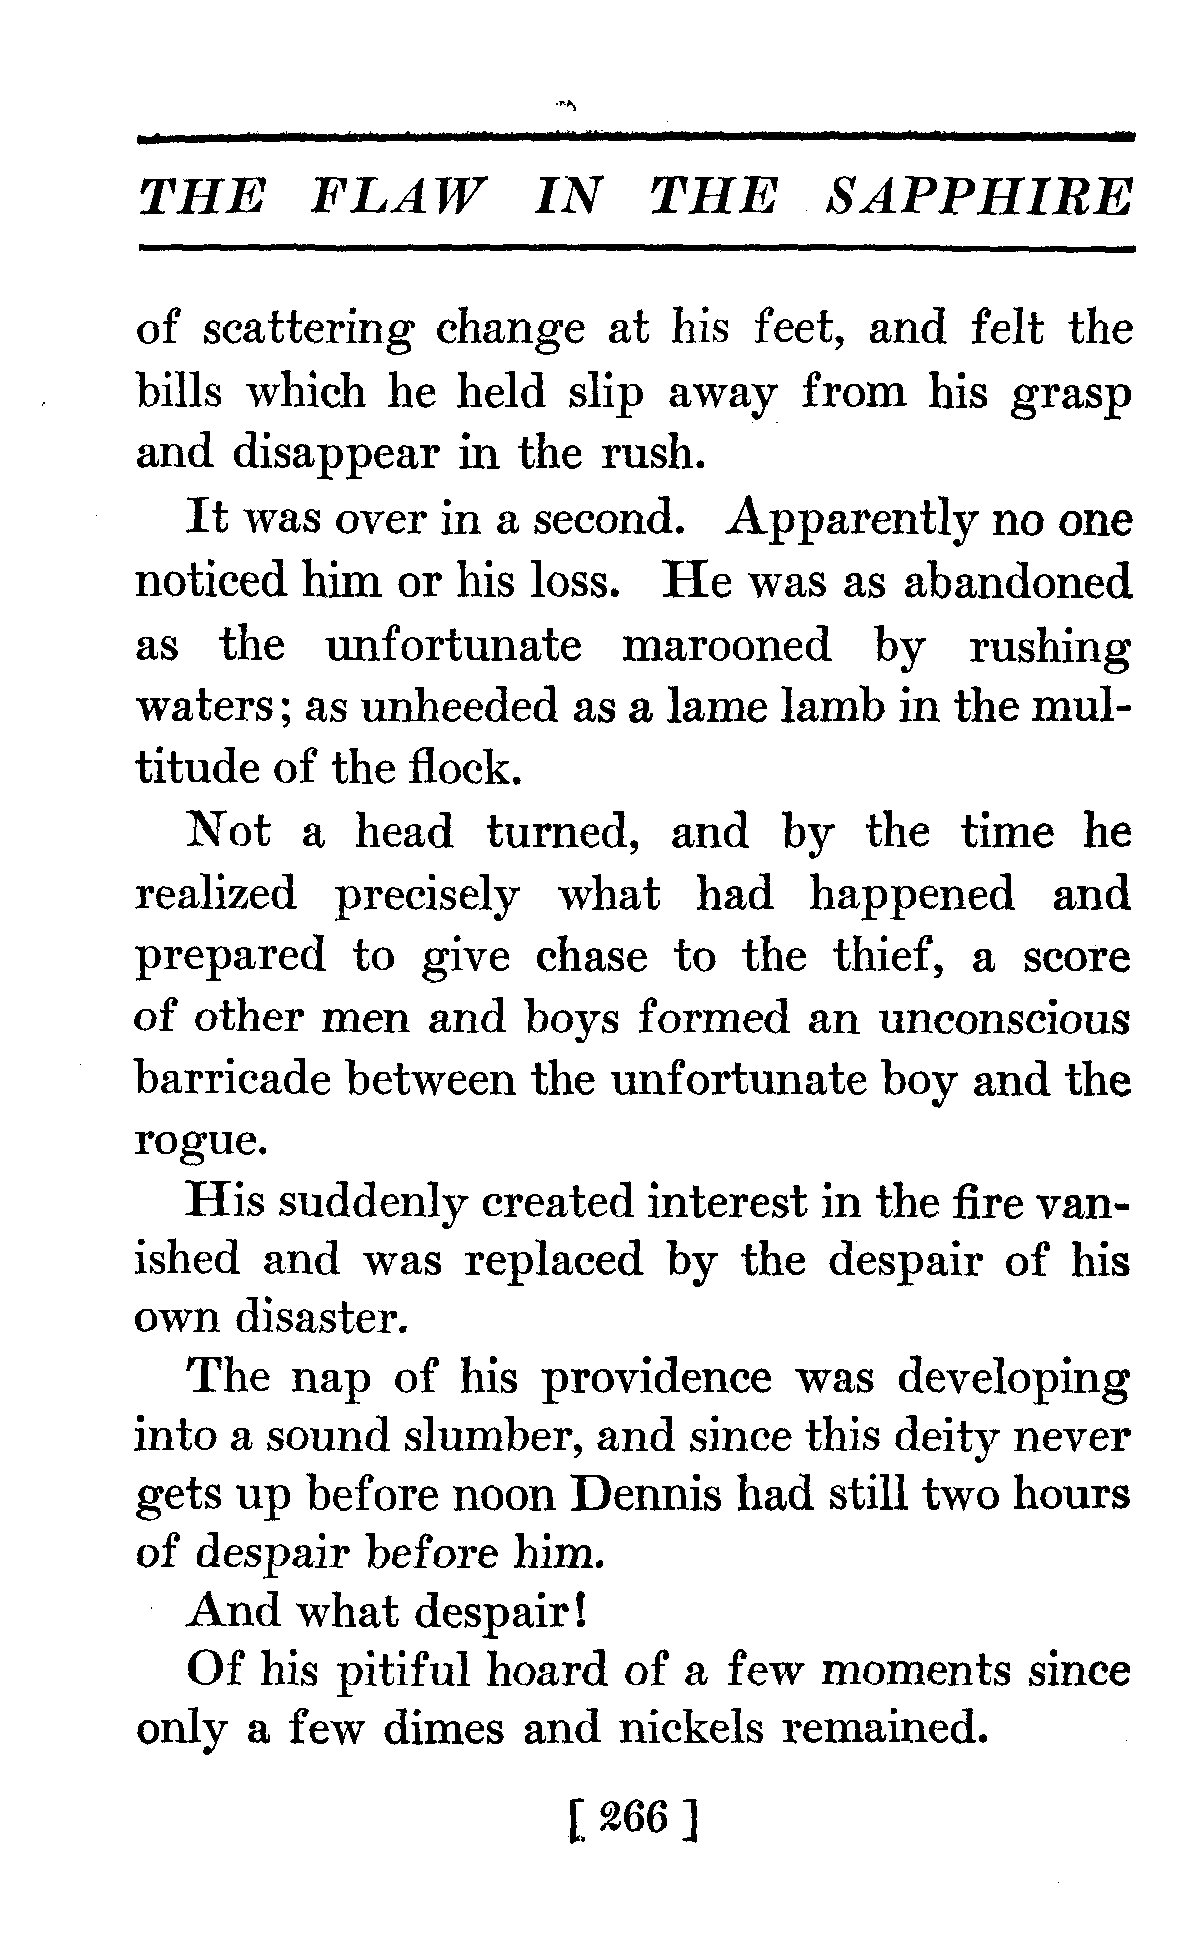 THE FLAW IN THE SAPPHIRE
of scattering change at his feet, and felt the
bills which he held slip away from his grasp
and disappear in the rush.
It was over in a second. Apparently no one
noticed him or his loss. He was as abandoned
as the unfortunate marooned by rushing
waters; as unheeded as a lame lamb in the mul-
titude of the flock.
Not a head turned, and by the time he
realized precisely what had happened and
prepared to give chase to the thief, a score
of other men and boys formed an unconscious
barricade between the unfortunate boy and the
rogue.
His suddenly created interest in the fire van-
ished and was replaced by the despair of his
own disaster.
The nap of his providence was developing
into a sound slumber, and since this deity never
gets up before noon Dennis had still two hours
of despair before him.
And what despair!
Of his pitiful hoard of a few moments since
only a few dimes and nickels remained.
[ 266 ]